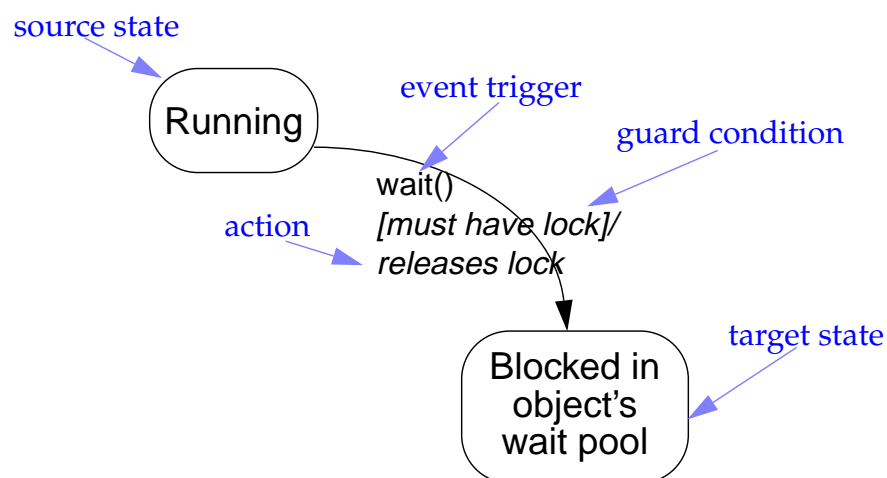 source state
Running
event trigger
guard condition
wait()
[must have lock]/
action
releases lock
target state
Blocked in
object's
wait pool